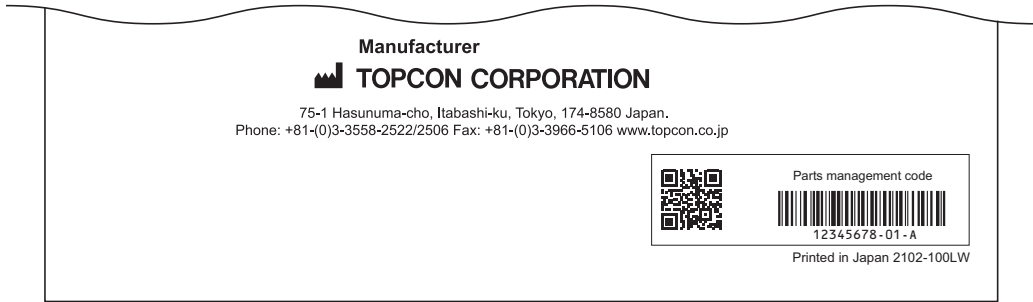 Manufacturer
TOPCON CORPORATION
75-1 Hasunuma-cho, Itabashi-ku, Tokyo, 174-8580 Japan.
Phone: +81-(0)3-3558-2522/2506 Fax: +81-(0)3-3966-5106 www.topcon.co.jp
Parts management code
12345678-01-A
Printed in Japan 2102-100LW